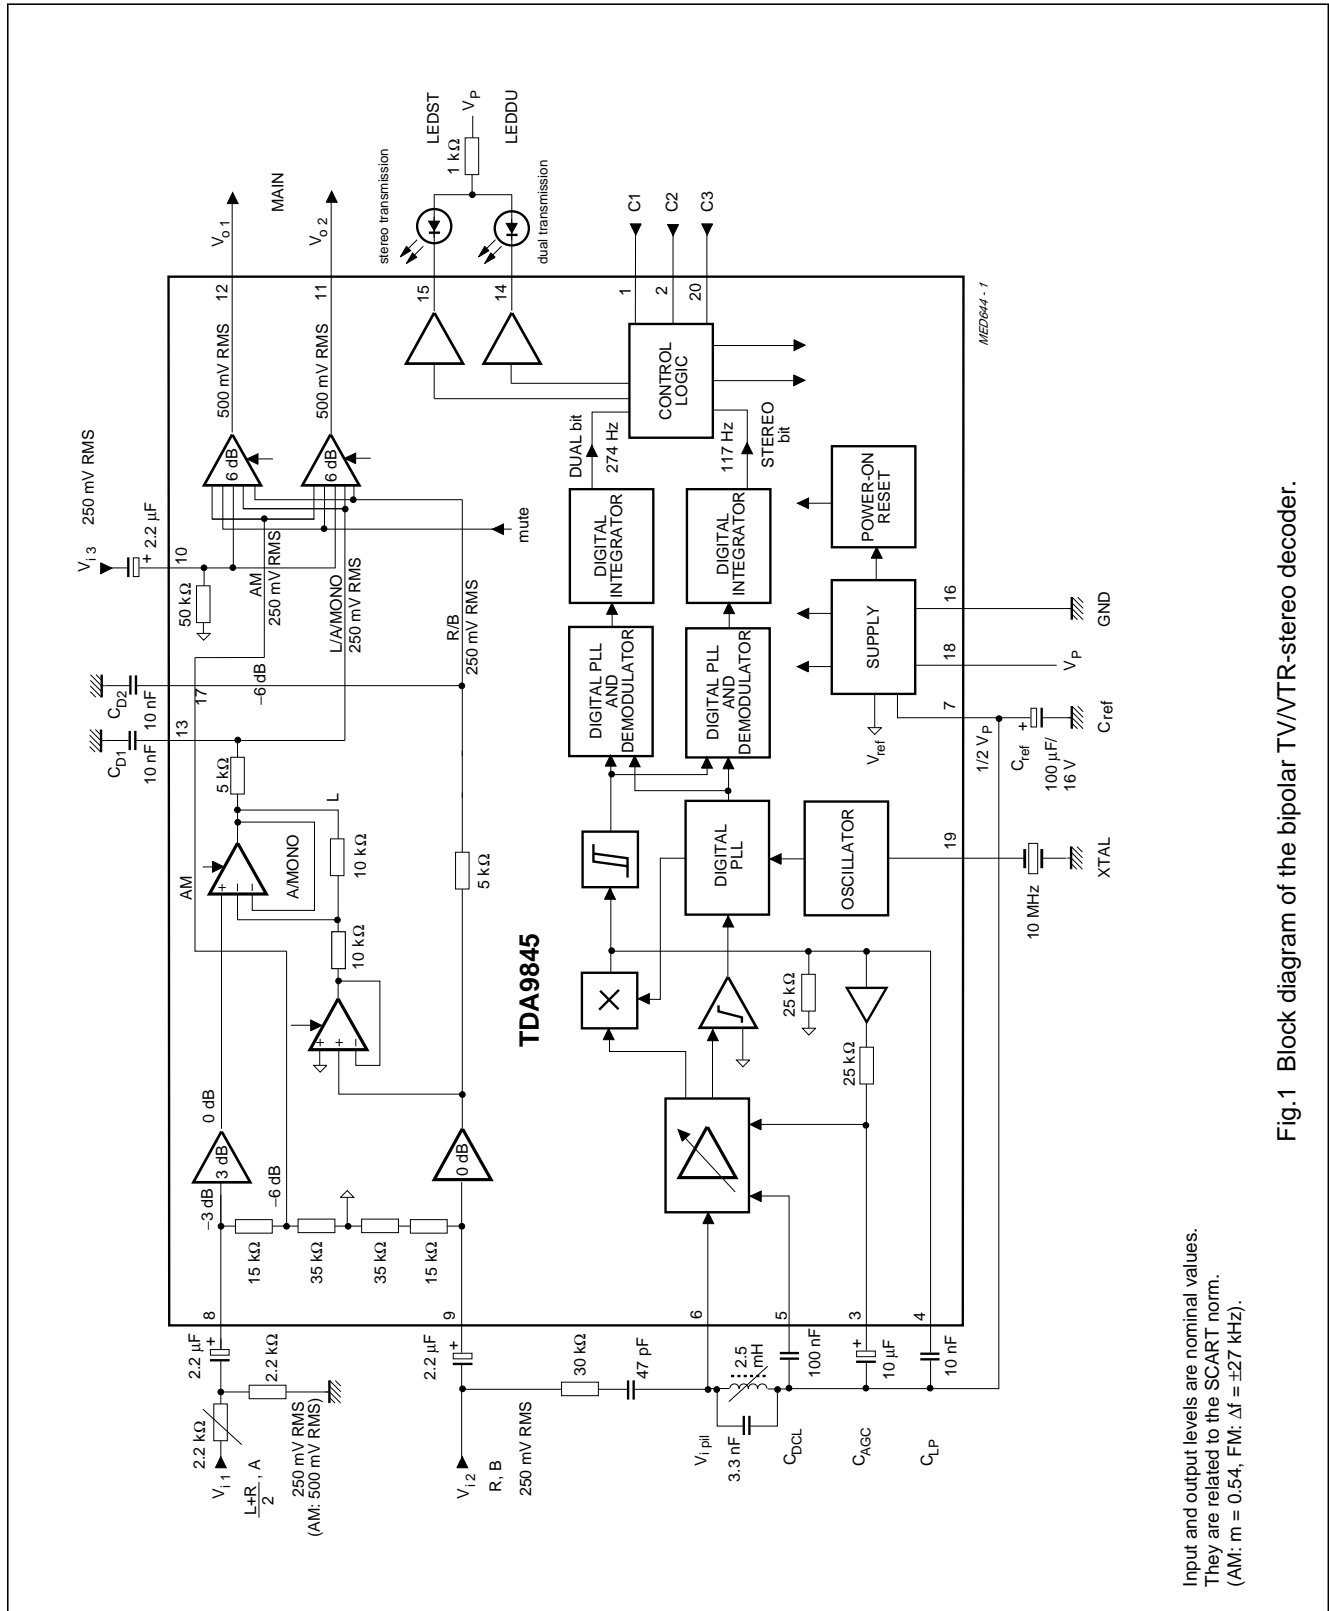 V i 3
250 mV RMS
2.2 µF
+
10
50 kΩ
CD1
10 nF
CD2
10 nF
13
17
−6 dB
AM
250 mV RMS
L/A/MONO
250 mV RMS
R/B
250 mV RMS
mute
6 dB
6 dB
500 mV RMS
500 mV RMS
12
11
Vo 1
Vo 2
MAIN
stereo transmission
dual transmission
LEDST
1 kΩ
VP
LEDDU
15
14
C1
C2
C3
1
2
20
CONTROL
LOGIC
DUAL bit
274 Hz
117 Hz
STEREO
bit
DIGITAL
INTEGRATOR
DIGITAL
INTEGRATOR
DIGITAL PLL
AND
DEMODULATOR
DIGITAL PLL
AND
DEMODULATOR
POWER-ON
RESET
SUPPLY
Vref
16
18
7
GND
VP
Cref
1/2 VP
Cref
+
100 µF/
16 V
MED644 - 1
5 kΩ
L
A/MONO
AM
10 kΩ
10 kΩ
+
−
−
+
+
−
5 kΩ
TDA9845
×
DIGITAL
PLL
OSCILLATOR
19
10 MHz
XTAL
25 kΩ
25 kΩ
0 dB
3 dB
−3 dB
−6 dB
0 dB
15 kΩ
35 kΩ
35 kΩ
15 kΩ
8
9
6
5
3
4
2.2 µF
+
2.2 kΩ
2.2 kΩ
V i 1
L+R
2
, A
250 mV RMS
(AM: 500 mV RMS)
2.2 µF
+
V i 2
R, B
250 mV RMS
30 kΩ
47 pF
V i pil
2.5
mH
3.3 nF
CDCL
100 nF
CAGC
+
10 µF
CLP
10 nF
Input and output levels are nominal values.
They are related to the SCART norm.
(AM: m = 0.54, FM: Δf = ±27 kHz).
Fig.1 Block diagram of the bipolar TV/VTR-stereo decoder.